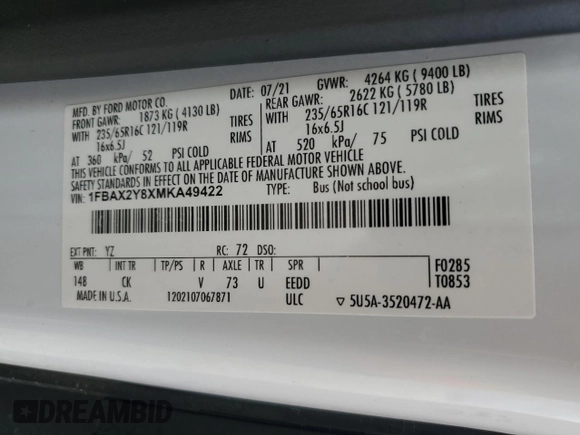 MFD. BY FORD MOTOR CO.
DATE: 07/21 GVWR: 4264 KG ( 9400 LB)
FRONT GAWR: 1873 KG ( 4130 LB) REAR GAWR: 2622 KG ( 5780 LB)
WITH 235/65R16C 121/119R TIRES WITH 235/65R16C 121/119R TIRES
16x6.5J RIMS 16x6.5J RIMS
AT 360 kPa/ 52 PSI COLD AT 520 kPa/ 75 PSI COLD
THIS VEHICLE CONFORMS TO ALL APPLICABLE FEDERAL MOTOR VEHICLE
SAFETY STANDARDS IN EFFECT ON THE DATE OF MANUFACTURE SHOWN ABOVE.
VIN: 1FBAX2Y8XMKA49422 TYPE: Bus (Not School bus)
EXT PNT: YZ RC: 72 DSO:
WB INT TR TP/PS R AXLE TR SPR F0285
148 CK V 73 U EEDD T0853
MADE IN U.S.A. 1202107067871 ULC ▽ 5U5A-3520472-AA
DREAMBID